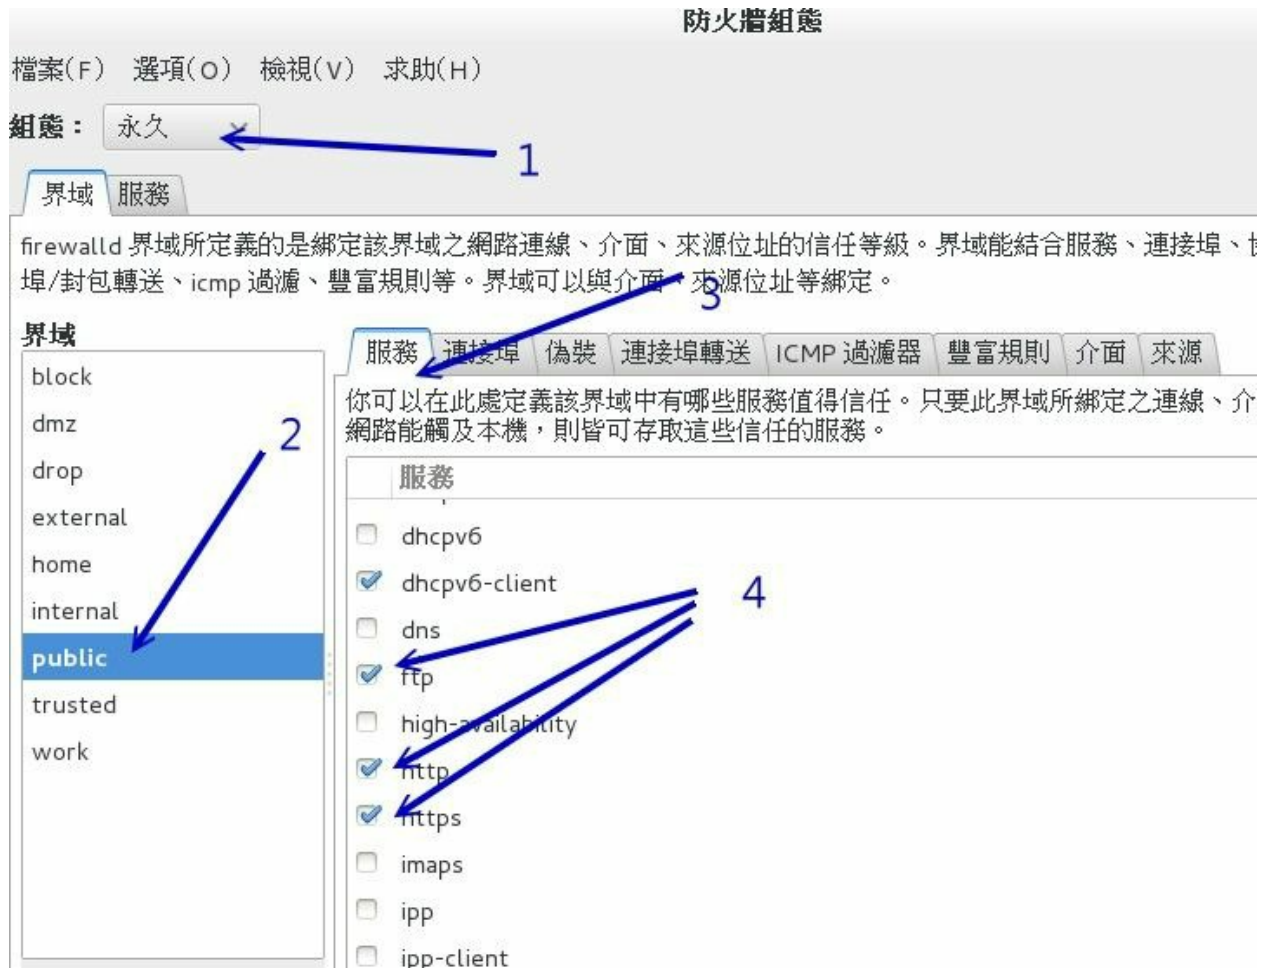 防火牆組態
檔案(F) 選項(O) 檢視(V) 求助(H)
組態： 永久
1
界域 服務
firewalld 界域所定義的是綁定該界域之網路連線、介面、來源位址的信任等級。界域能結合服務、連接埠、
埠/封包轉送、icmp 過濾、豐富規則等。界域可以與介面、來源位址等綁定。
3
界域
block
dmz
drop
external
home
internal
public
trusted
work
2
服務 連接埠 偽裝 連接埠轉送 ICMP 過濾器 豐富規則 介面 來源
你可以在此處定義該界域中有哪些服務值得信任。只要此界域所綁定之連線、介
網路能觸及本機，則皆可存取這些信任的服務。
服務
dhcpv6
dhcpv6-client
dns
ftp
high-availability
http
https
imaps
ipp
ipp-client
4